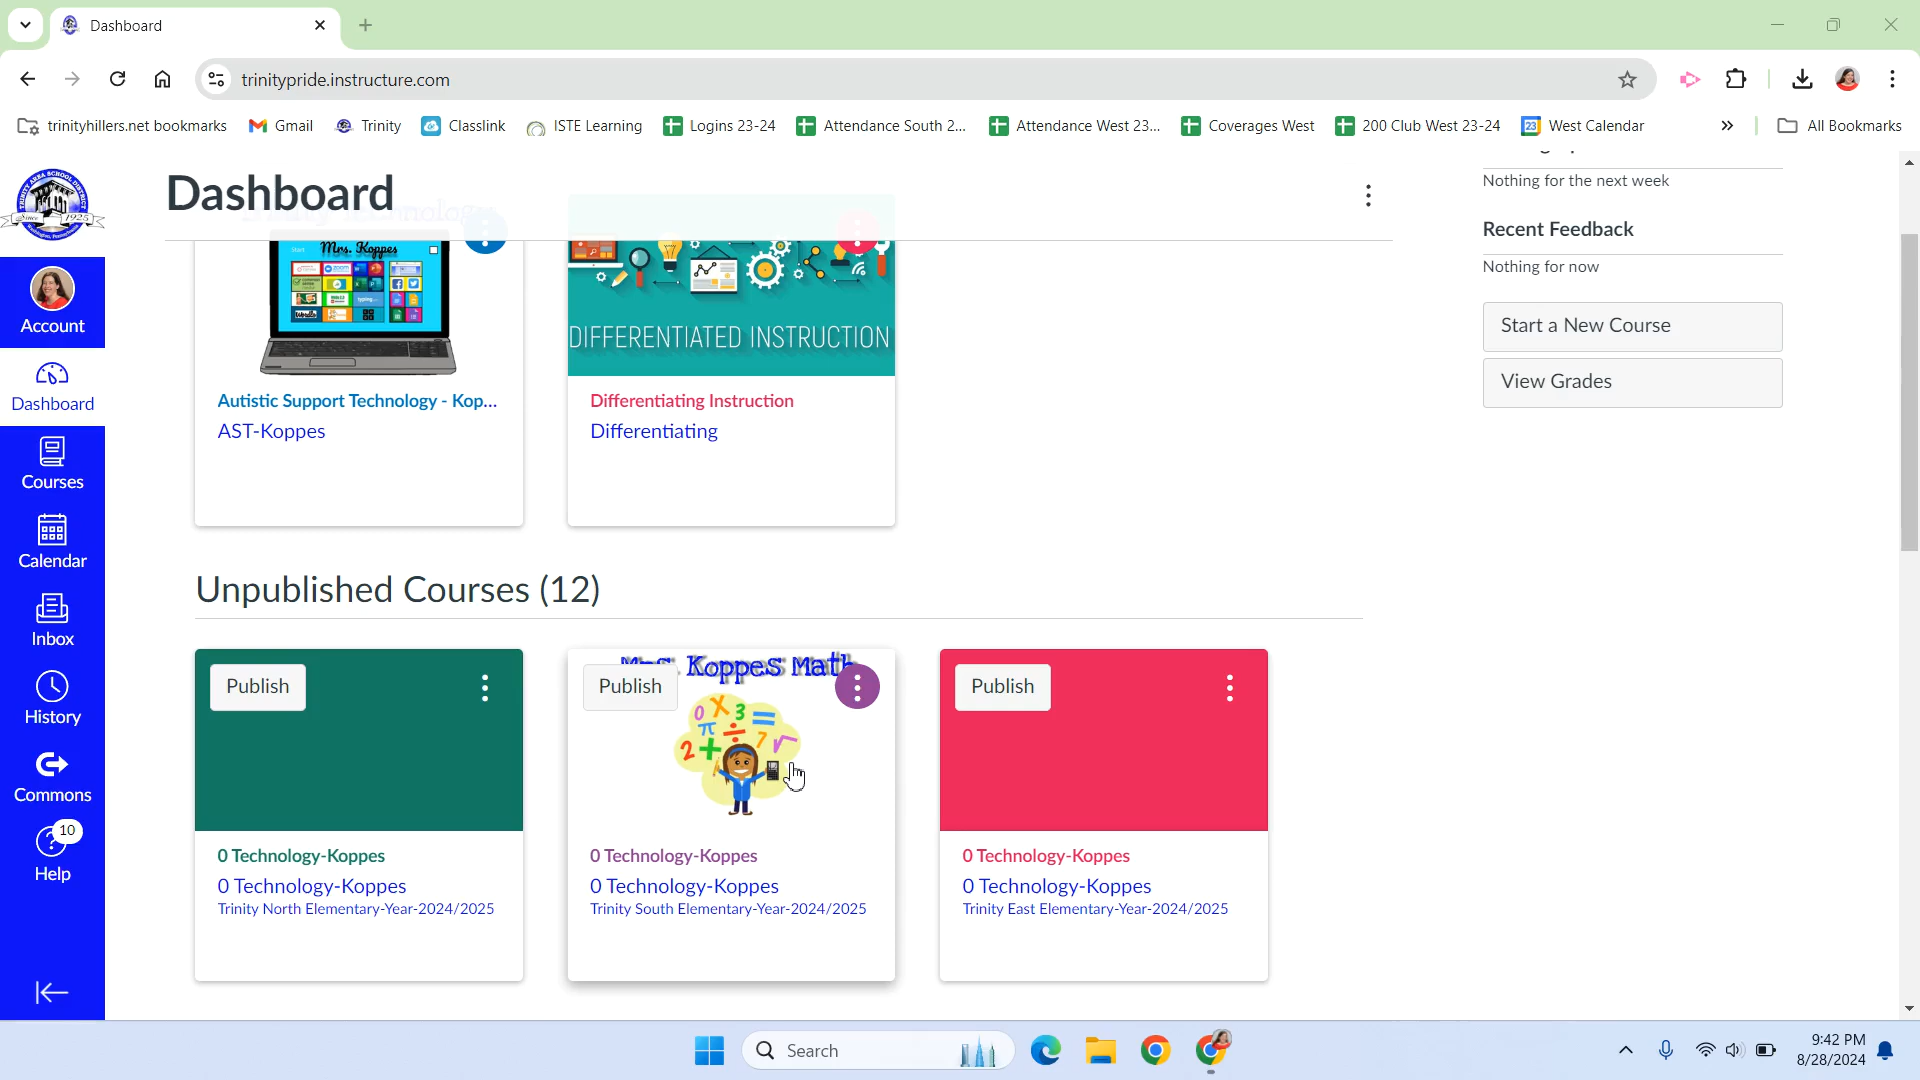 Dashboard
trinitypride.instructure.com
trinityhillers.net bookmarks
Gmail
Trinity
Classlink
ISTE Learning
Logins 23-24
Attendance South 2...
Attendance West 23...
Coverages West
200 Club West 23-24
23
West Calendar
All Bookmarks
Account
Dashboard
Courses
Calendar
Inbox
History
Commons
10
Help
Dashboard
Mrs. Koppes
DIFFERENTIATED INSTRUCTION
Autistic Support Technology - Kop...
AST-Koppes
Differentiating Instruction
Differentiating
Unpublished Courses (12)
Publish
0 Technology-Koppes
0 Technology-Koppes
Trinity North Elementary-Year-2024/2025
Mrs. Koppes Math
Publish
0 Technology-Koppes
0 Technology-Koppes
Trinity South Elementary-Year-2024/2025
Publish
0 Technology-Koppes
0 Technology-Koppes
Trinity East Elementary-Year-2024/2025
Nothing for the next week
Recent Feedback
Nothing for now
Start a New Course
View Grades
Search
9:42 PM
8/28/2024